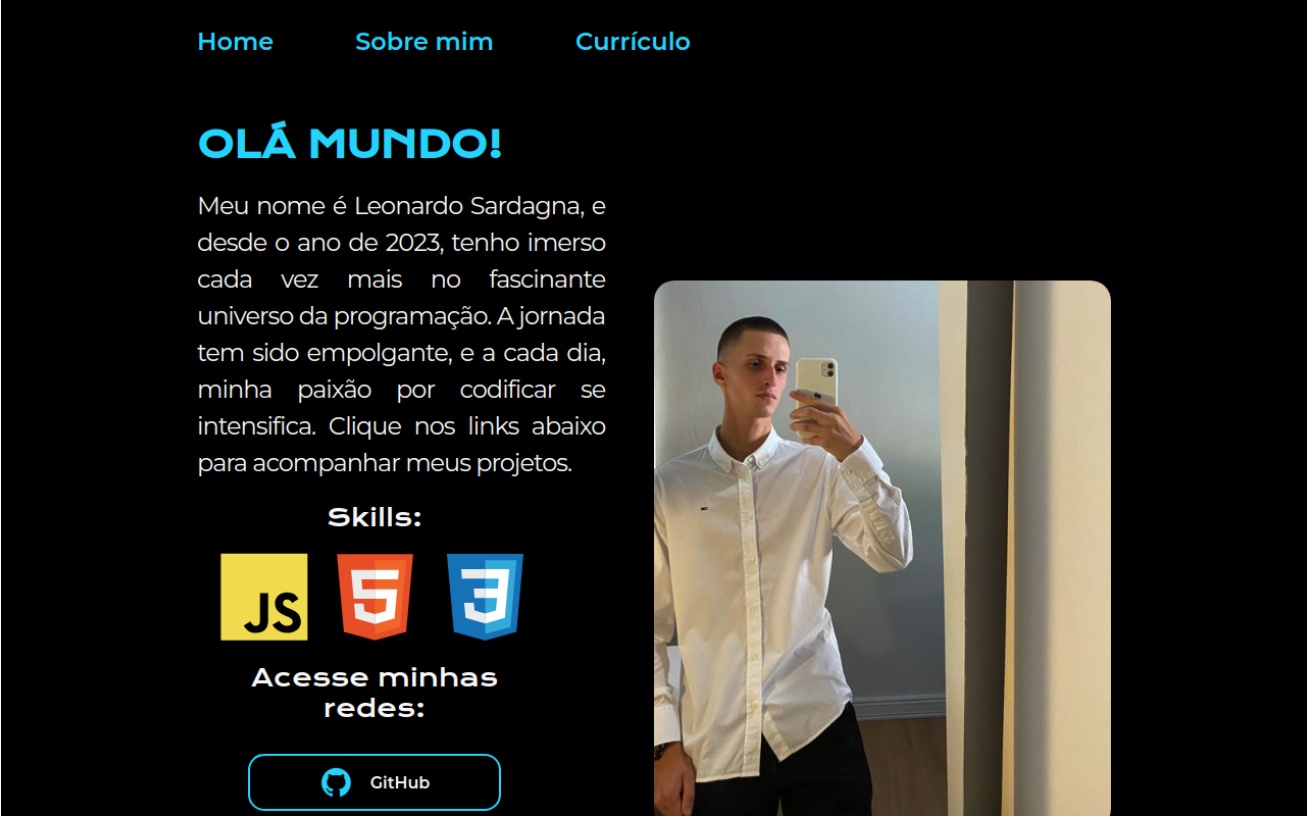 Home Sobre mim Currículo
OLÁ MUNDO!
Meu nome é Leonardo Sardagna, e
desde o ano de 2023, tenho imerso
cada vez mais no fascinante
universo da programação. A jornada
tem sido empolgante, e a cada dia,
minha paixão por codificar se
intensifica. Clique nos links abaixo
para acompanhar meus projetos.
Skills:
JS 5 3
Acesse minhas
redes:
GitHub